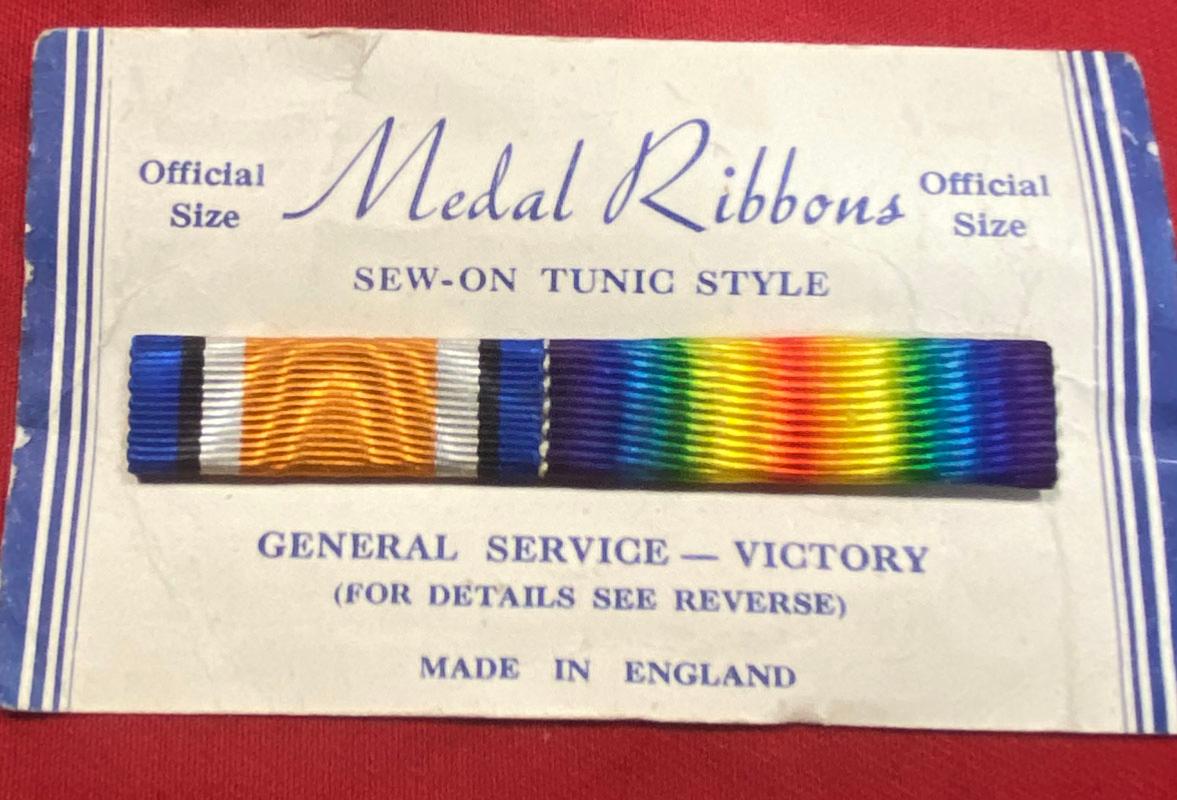 Official Size
Medal Ribbons
Official Size
SEW-ON TUNIC STYLE
GENERAL SERVICE — VICTORY
(FOR DETAILS SEE REVERSE)
MADE IN ENGLAND